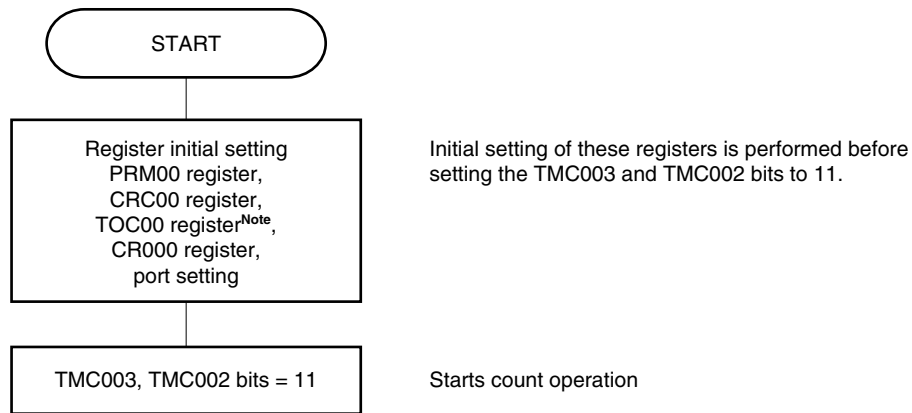 START
Register initial setting
PRM00 register,
CRC00 register,
TOC00 registerNote,
CR000 register,
port setting
Initial setting of these registers is performed before
setting the TMC003 and TMC002 bits to 11.
TMC003, TMC002 bits = 11
Starts count operation